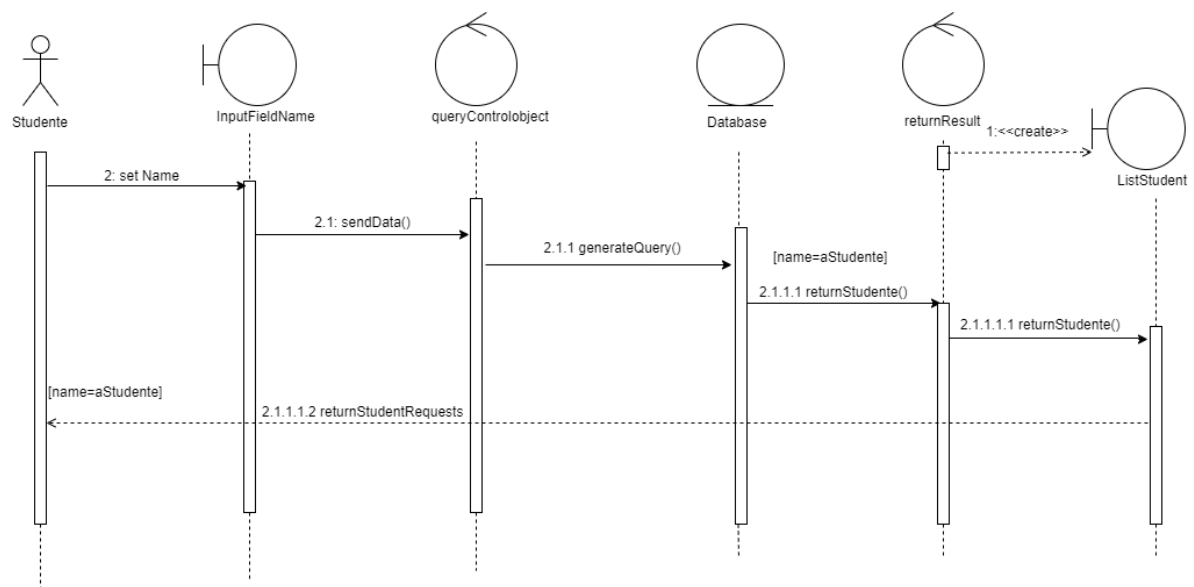 Studente
InputFieldName
queryControlobject
Database
returnResult
1:<<create>>
ListStudent
2: set Name
2.1: sendData()
2.1.1 generateQuery()
[name=aStudente]
2.1.1.1 returnStudente()
2.1.1.1.1 returnStudente()
[name=aStudente]
2.1.1.1.2 returnStudentRequests